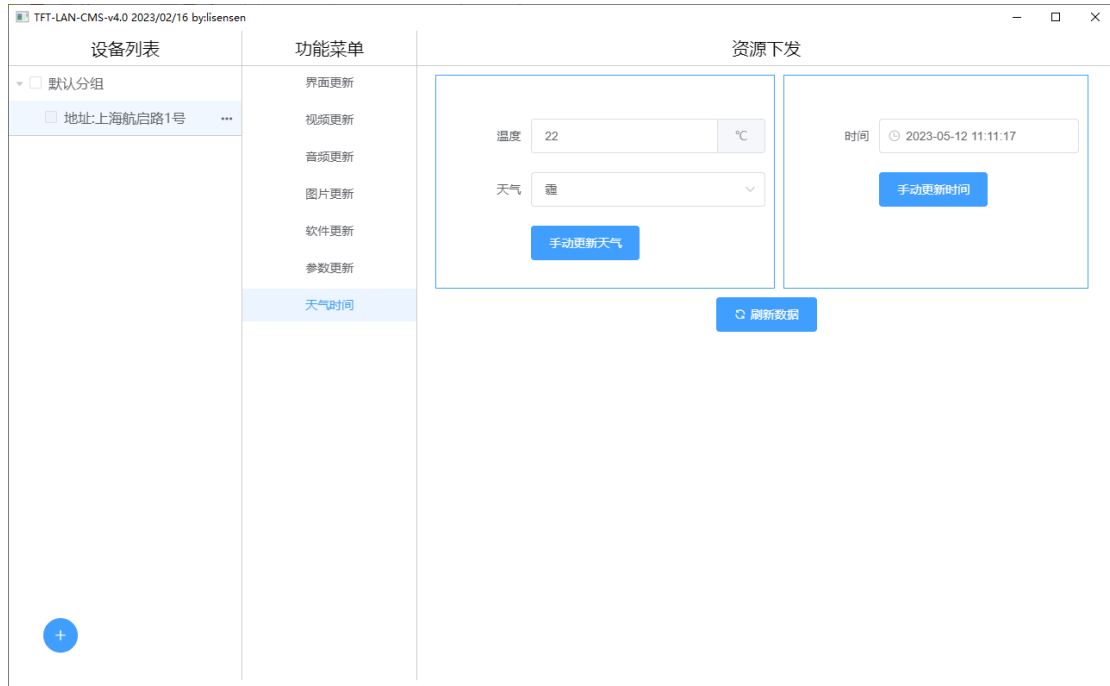 TFT-LAN-CMS-v4.0 2023/02/16 by:lisensen
设备列表
功能菜单
资源下发
默认分组
地址:上海航启路1号
界面更新
视频更新
音频更新
图片更新
软件更新
参数更新
天气时间
温度 22 ℃
天气 霾
手动更新天气
时间 2023-05-12 11:11:17
手动更新时间
刷新数据